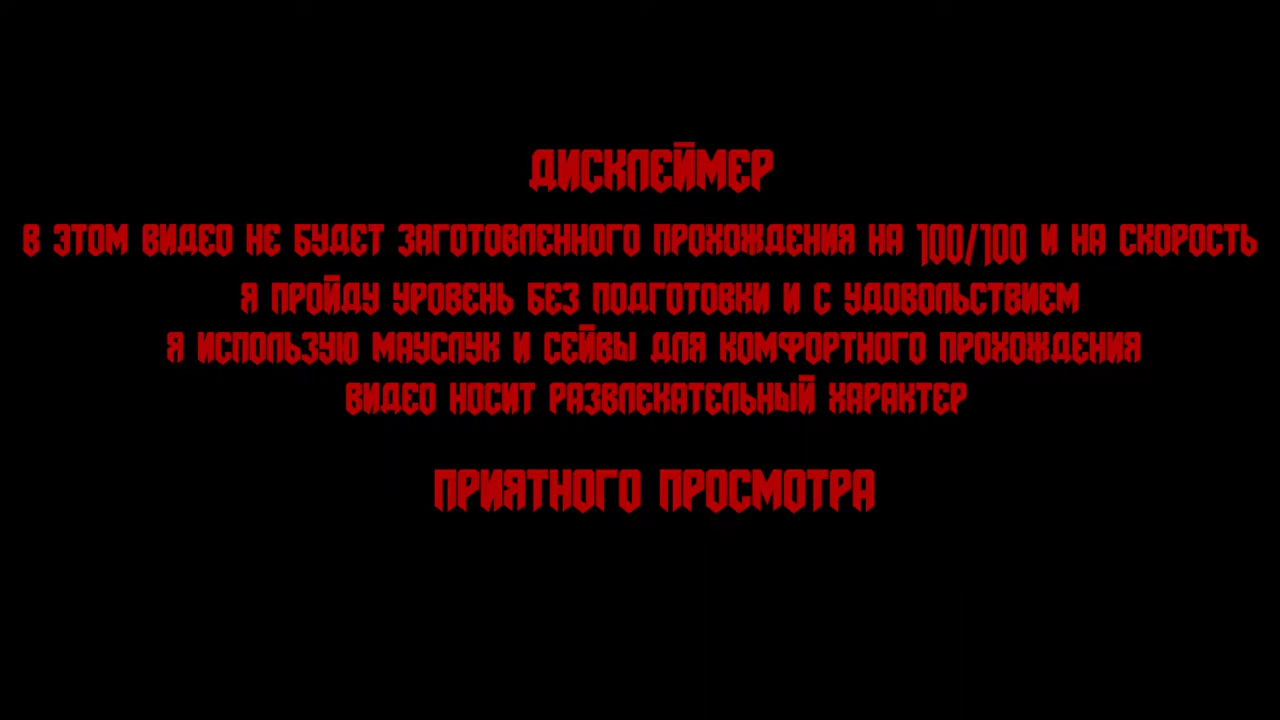 ДИСКЛЕЙМЕР
В ЭТОМ ВИДЕО НЕ БУДЕТ ЗАГОТОВЛЕННОГО ПРОХОЖДЕНИЯ НА 100/100 И НА СКОРОСТЬ
Я ПРОЙДУ УРОВЕНЬ БЕЗ ПОДГОТОВКИ И С УДОВОЛЬСТВИЕМ
Я ИСПОЛЬЗУЮ МАУСЛУК И СЕЙВЫ ДЛЯ КОМФОРТНОГО ПРОХОЖДЕНИЯ
ВИДЕО НОСИТ РАЗВЛЕКАТЕЛЬНЫЙ ХАРАКТЕР
ПРИЯТНОГО ПРОСМОТРА